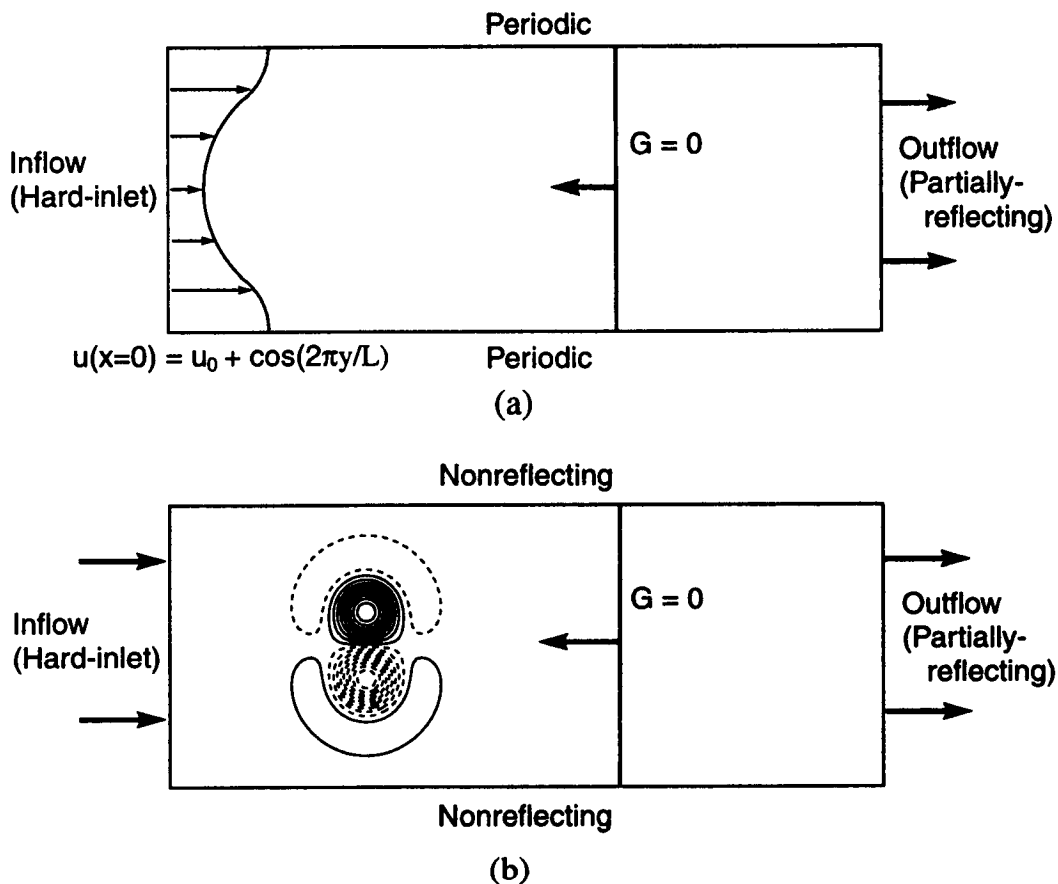 Periodic
Inflow
(Hard-inlet)
G = 0
Outflow
(Partially-
reflecting)
u(x=0) = u₀ + cos(2πy/L)
Periodic
(a)
Nonreflecting
Inflow
(Hard-inlet)
G = 0
Outflow
(Partially-
reflecting)
Nonreflecting
(b)